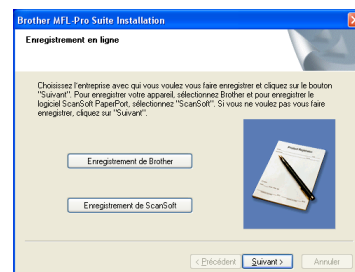 Brother MFL-Pro Suite Installation
Enregistrement en ligne
Choisissez l'entreprise avec qui vous voulez vous faire enregistrer et cliquez sur le bouton
"Suivant". Pour enregistrer votre appareil, sélectionnez Brother et pour enregistrer le
logiciel ScanSoft PaperPort, sélectionnez "ScanSoft". Si vous ne voulez pas vous faire
enregistrer, cliquez sur "Suivant".
Enregistrement de Brother
Enregistrement de ScanSoft
< Précédent
Suivant >
Annuler